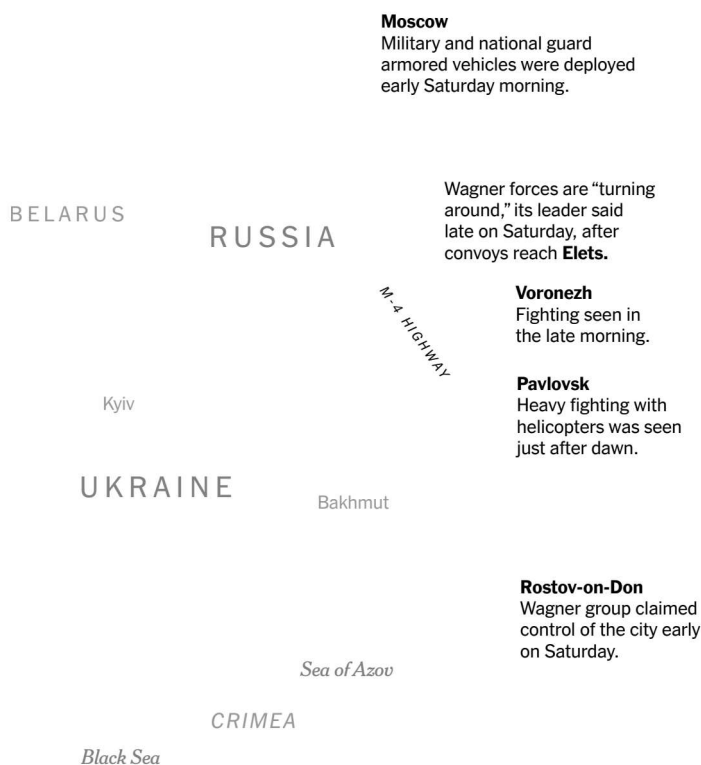 Moscow
Military and national guard
armored vehicles were deployed
early Saturday morning.
BELARUS
RUSSIA
Wagner forces are “turning
around,” its leader said
late on Saturday, after
convoys reach Elets.
M-4 HIGHWAY
Voronezh
Fighting seen in
the late morning.
Pavlovsk
Heavy fighting with
helicopters was seen
just after dawn.
Kyiv
UKRAINE
Bakhmut
Rostov-on-Don
Wagner group claimed
control of the city early
on Saturday.
Sea of Azov
CRIMEA
Black Sea